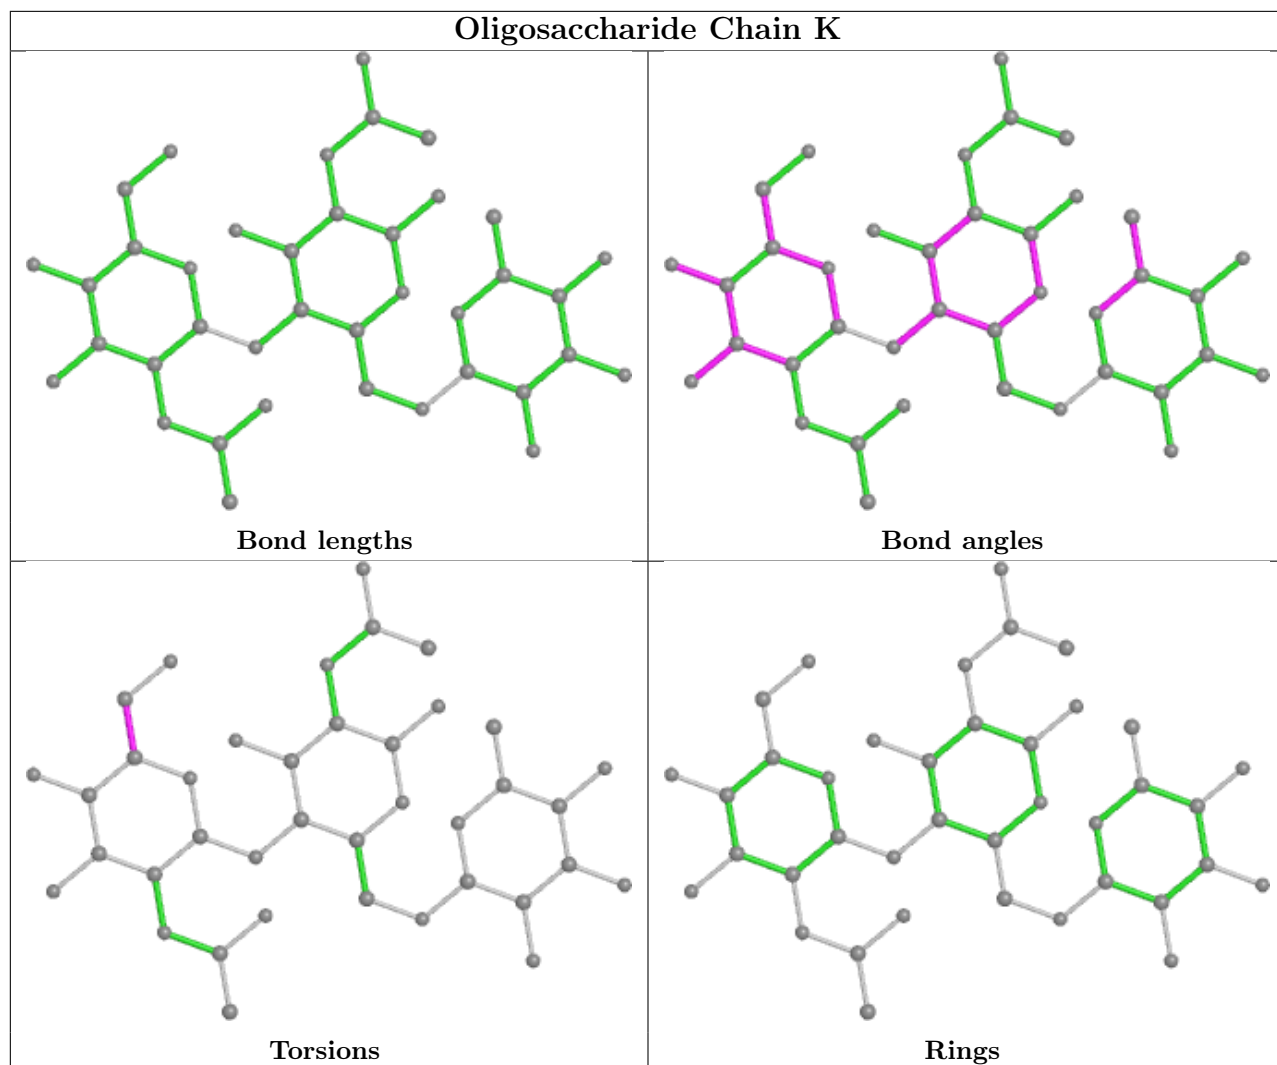 Oligosaccharide Chain K
Bond lengths
Bond angles
Torsions
Rings